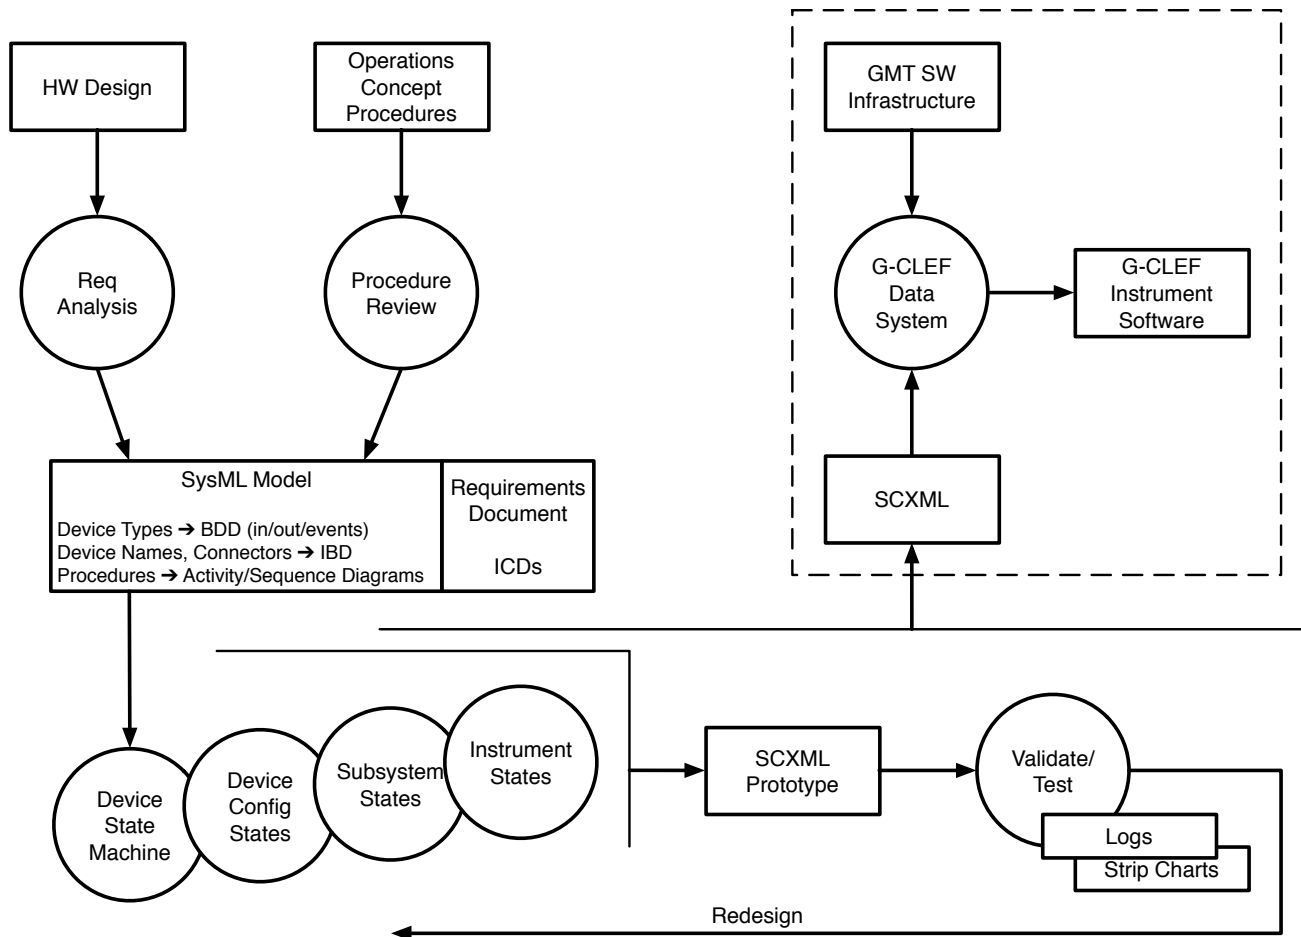 HW Design
Operations
Concept
Procedures
GMT SW
Infrastructure
Req
Analysis
Procedure
Review
G-CLEF
Data
System
G-CLEF
Instrument
Software
SysML Model
Device Types ➔ BDD (in/out/events)
Device Names, Connectors ➔ IBD
Procedures ➔ Activity/Sequence Diagrams
Requirements
Document
ICDs
SCXML
Device
State
Machine
Device
Config
States
Subsystem
States
Instrument
States
SCXML
Prototype
Validate/
Test
Logs
Strip Charts
Redesign